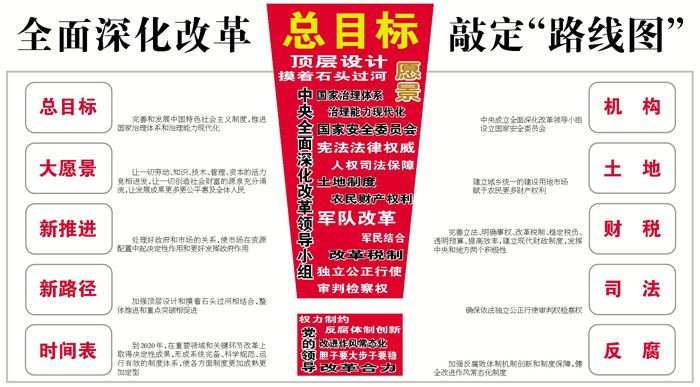 全面深化改革
总目标
敲定“路线图”
总目标
完善和发展中国特色社会主义制度,推进
国家治理体系和治理能力现代化
大愿景
让一切劳动、知识、技术、管理、资本的活力
竞相迸发,让一切创造社会财富的源泉充分涌
流,让发展成果更多更公平惠及全体人民
新推进
处理好政府和市场的关系,使市场在资源
配置中起决定性作用和更好发挥政府作用
新路径
加强顶层设计和摸着石头过河相结合,整
体推进和重点突破相促进
时间表
到2020年,在重要领域和关键环节改革上
取得决定性成果,形成系统完备、科学规范、运
行有效的制度体系,使各方面制度更加成熟更
加定型
顶层设计
摸着石头过河
愿景
中央全面深化改革领导小组
国家治理体系
治理能力现代化
国家安全委员会
宪法法律权威
人权司法保障
土地制度
农民财产权利
军队改革
军民结合
改革税制
独立公正行使
审判检察权
权力制约
党的领导
反腐体制创新
改进作风常态化
胆子要大步子要稳
改革合力
机构
中央成立全面深化改革领导小组
设立国家安全委员会
土地
建立城乡统一的建设用地市场
赋予农民更多财产权利
财税
完善立法、明确事权、改革税制、稳定税负、
透明预算、提高效率,建立现代财政制度,发挥
中央和地方两个积极性
司法
确保依法独立公正行使审判权检察权
反腐
加强反腐败体制机制创新和制度保障,健
全改进作风常态化制度